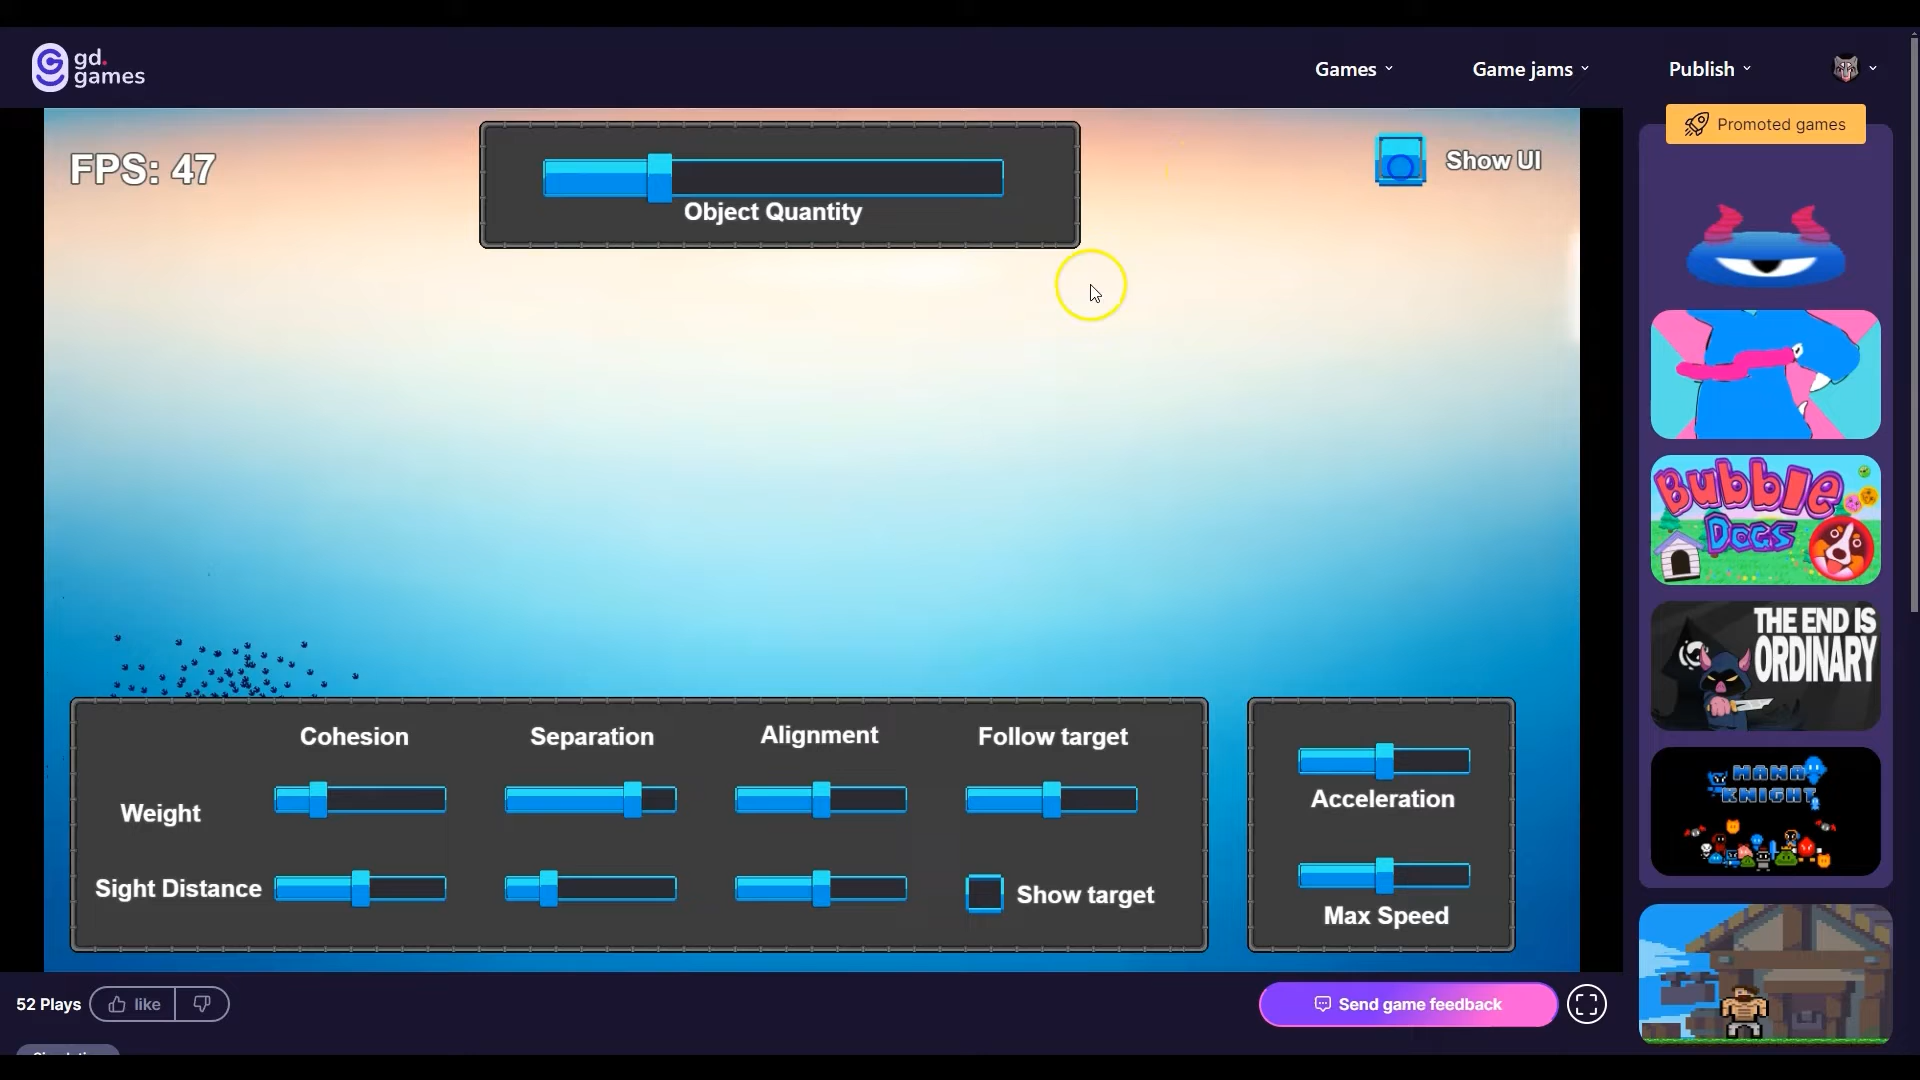 gd.
games
Games
Game jams
Publish
Promoted games
FPS: 47
Object Quantity
Show UI
Bubble
Dogs
THE END IS
ORDINARY
MANA
KNIGHT
Cohesion
Separation
Alignment
Follow target
Weight
Acceleration
Sight Distance
Show target
Max Speed
52 Plays
like
Send game feedback